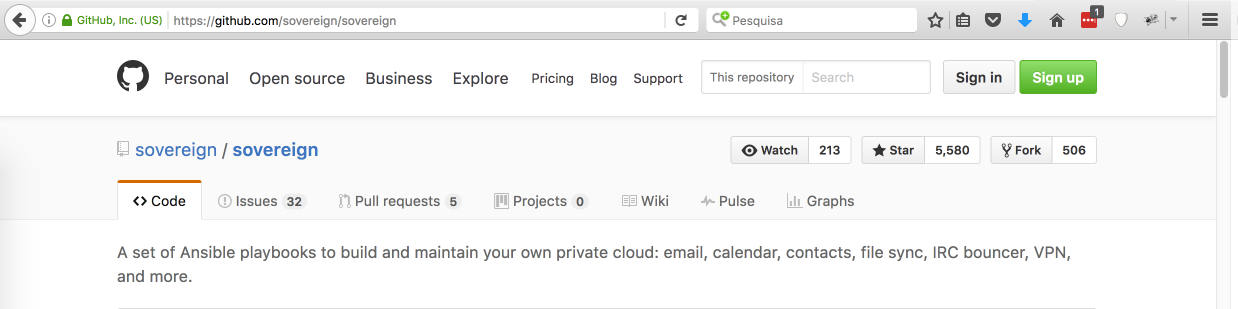 GitHub, Inc. (US) https://github.com/sovereign/sovereign Pesquisa 1
Personal Open source Business Explore Pricing Blog Support This repository Search Sign in Sign up
sovereign / sovereign Watch 213 Star 5,580 Fork 506
Code Issues 32 Pull requests 5 Projects 0 Wiki Pulse Graphs
A set of Ansible playbooks to build and maintain your own private cloud: email, calendar, contacts, file sync, IRC bouncer, VPN,
and more.